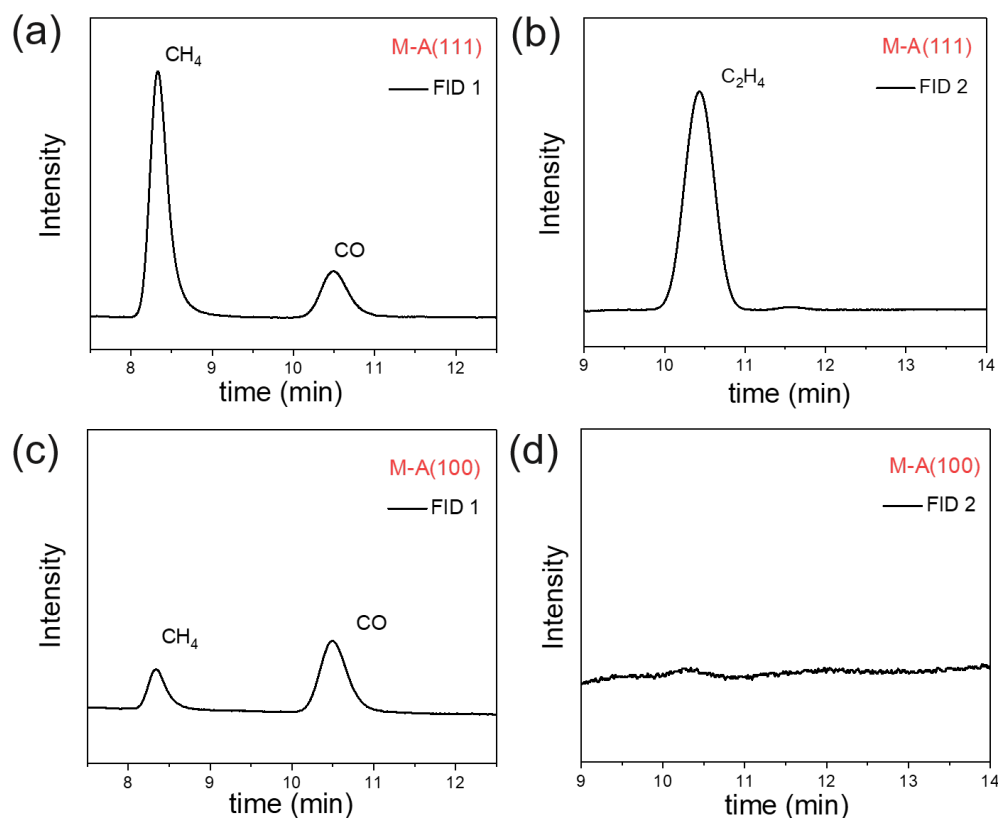 (a)
M-A(111)
FID 1
CH₄
CO
Intensity
8 9 10 11 12
time (min)
(b)
M-A(111)
FID 2
C₂H₄
Intensity
9 10 11 12 13 14
time (min)
(c)
M-A(100)
FID 1
CH₄
CO
Intensity
8 9 10 11 12
time (min)
(d)
M-A(100)
FID 2
Intensity
9 10 11 12 13 14
time (min)